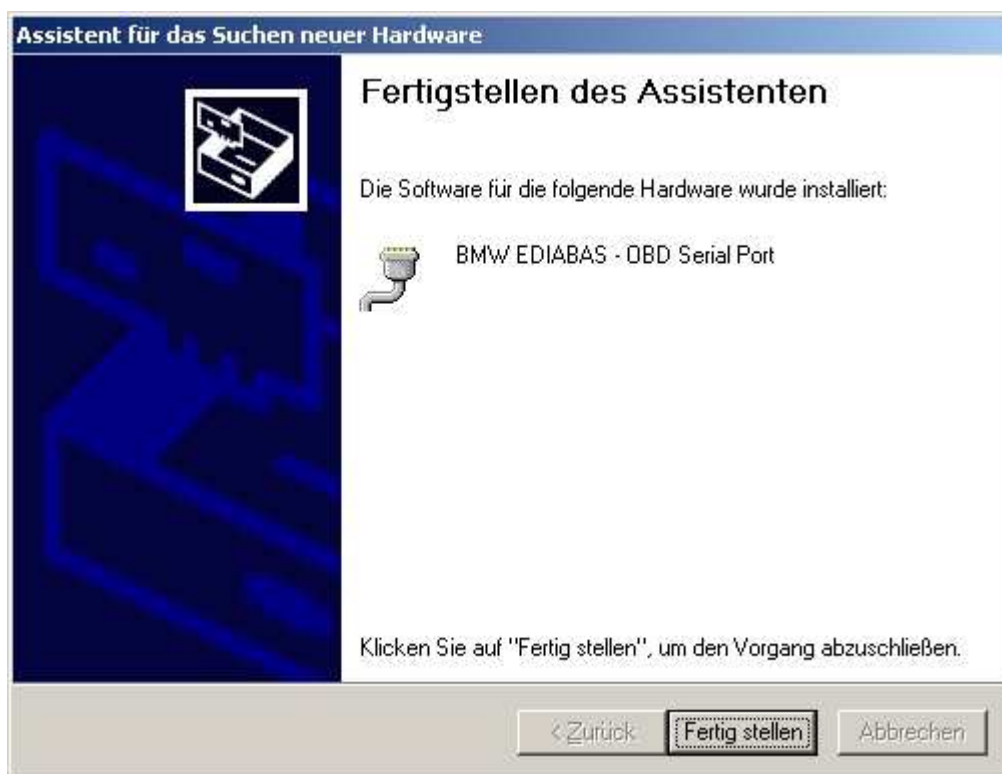 Assistent für das Suchen neuer Hardware
Fertigstellen des Assistenten
Die Software für die folgende Hardware wurde installiert:
BMW EDIABAS - OBD Serial Port
Klicken Sie auf "Fertig stellen", um den Vorgang abzuschließen.
< Zurück
Fertig stellen
Abbrechen